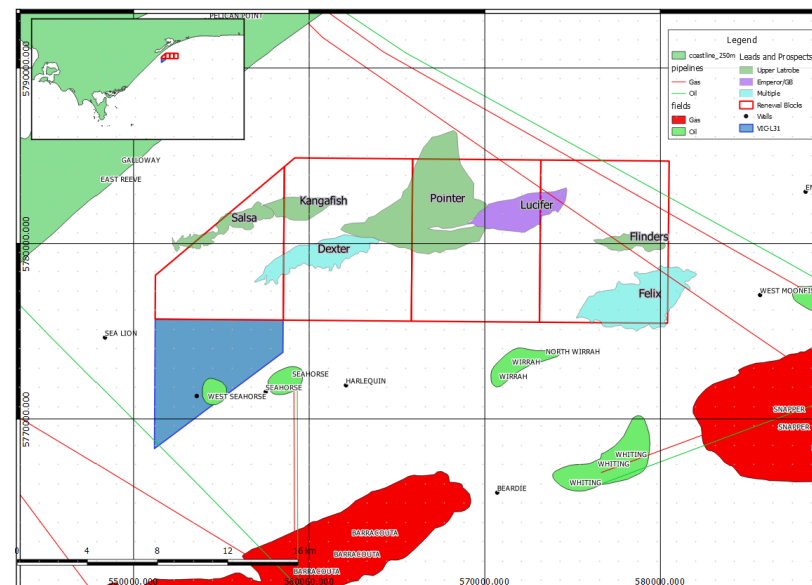 PELICAN POINT
5790000.000
GALLOWAY
EAST REEVE
Legend
coastline_250m
pipelines
Gas
Oil
fields
Gas
Oil
Leads and Prospects
Upper Latrobe
Emperor/GB
Multiple
Renewal Blocks
Wells
VIC-L31
Salsa
Kangafish
Pointer
Lucifer
Flinders
Dexter
Felix
5780000.000
WEST MOONFIS
SEA LION
SEAHORSE
SEAHORSE
WEST SEAHORSE
HARLEQUIN
NORTH WIRRAH
WIRRAH
WIRRAH
5770000.000
SNAPPER
SNAPPER
WHITING
WHITING
WHITING
BEARDIE
BARRACOUTA
BARRACOUTA
BARRACOUTA
0 4 8 12 16 km
550000.000
560000.000
570000.000
580000.000